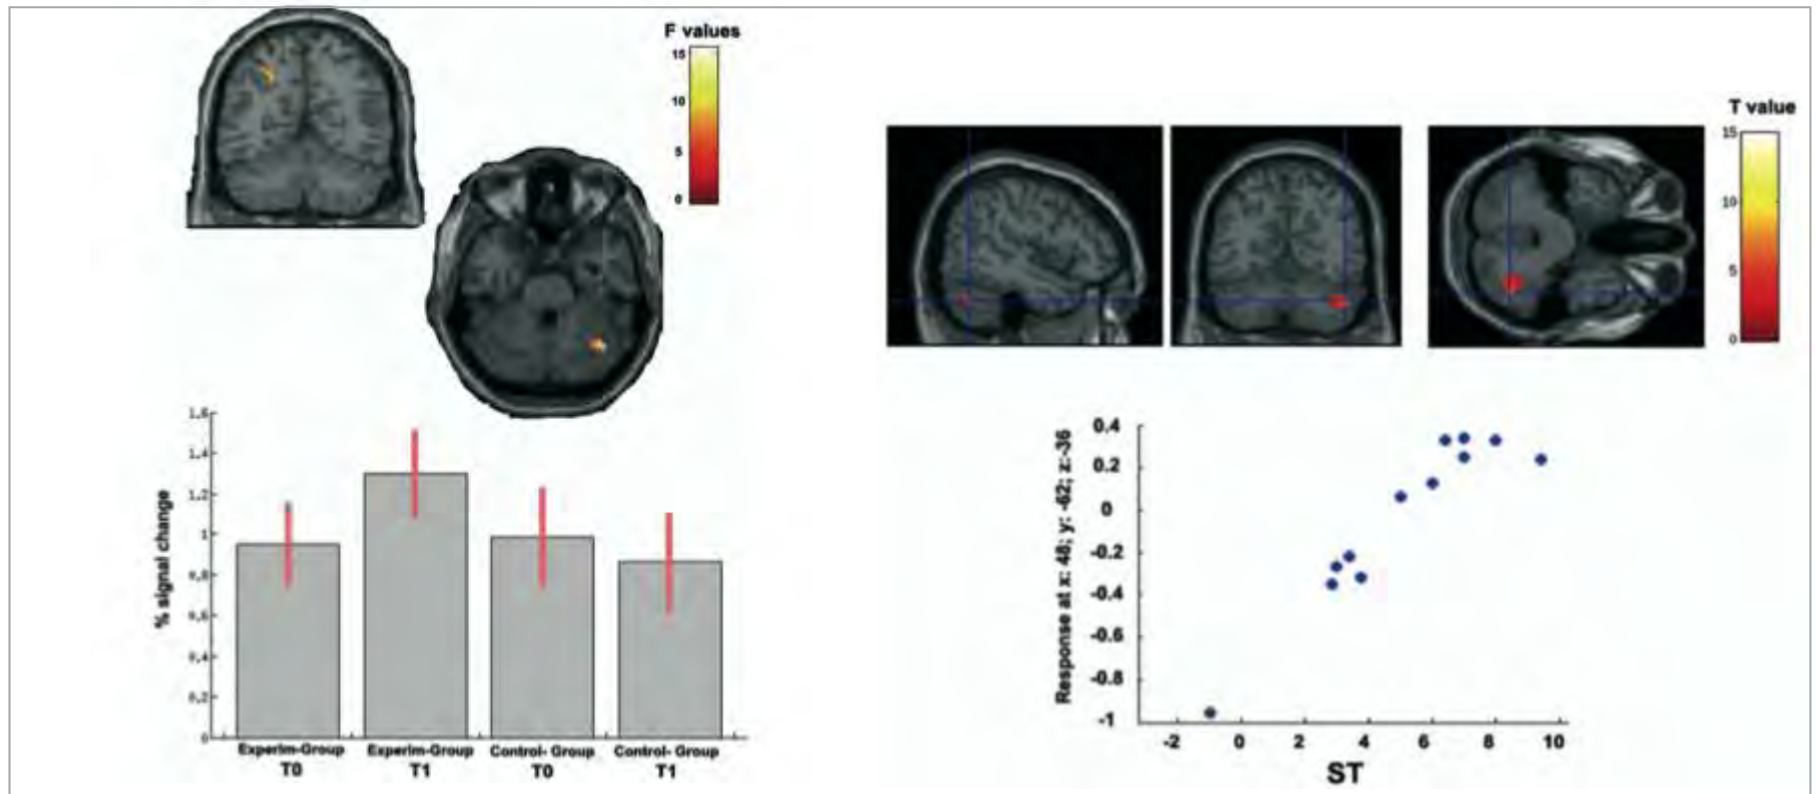 F values
15
10
5
0
1.6
1.4
1.2
1
0.8
0.6
0.4
0.2
0
% signal change
Experim-Group
T0
Experim-Group
T1
Control- Group
T0
Control- Group
T1
T value
15
10
5
0
Response at x: 48; y: -62; z:-36
0.4
0.2
0
-0.2
-0.4
-0.6
-0.8
-1
-2
0
2
4
6
8
10
ST